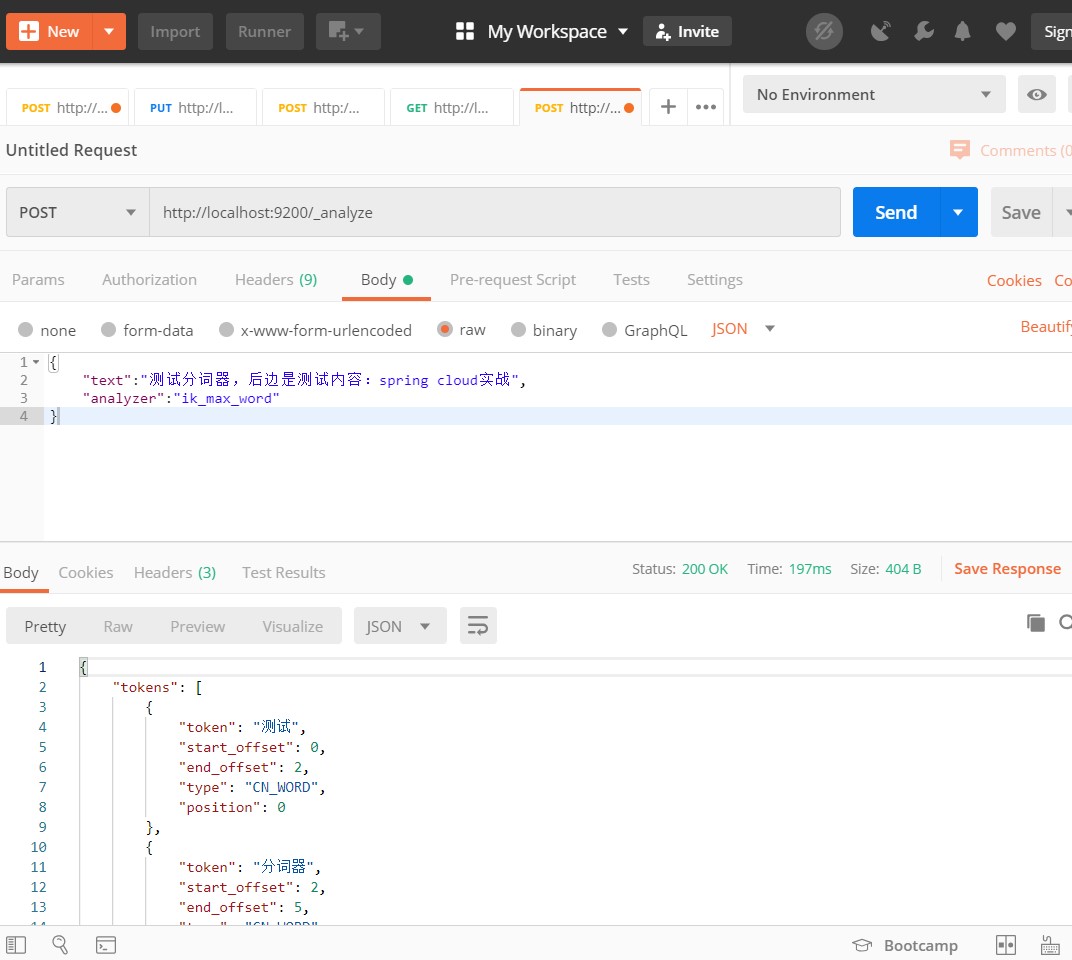 New Import Runner My Workspace Invite Sign
POST http://... PUT http://l... POST http:/... GET http://l... POST http://... No Environment
Untitled Request Comments (0
POST http://localhost:9200/_analyze Send Save
Params Authorization Headers (9) Body Pre-request Script Tests Settings Cookies Co
none form-data x-www-form-urlencoded raw binary GraphQL JSON Beautify
1 {
2 "text":"测试分词器，后边是测试内容：spring cloud实战",
3 "analyzer":"ik_max_word"
4 }
Body Cookies Headers (3) Test Results Status: 200 OK Time: 197ms Size: 404 B Save Response
Pretty Raw Preview Visualize JSON
1 {
2 "tokens": [
3 {
4 "token": "测试",
5 "start_offset": 0,
6 "end_offset": 2,
7 "type": "CN_WORD",
8 "position": 0
9 },
10 {
11 "token": "分词器",
12 "start_offset": 2,
13 "end_offset": 5,
14 "type": "CN_WORD"
Bootcamp